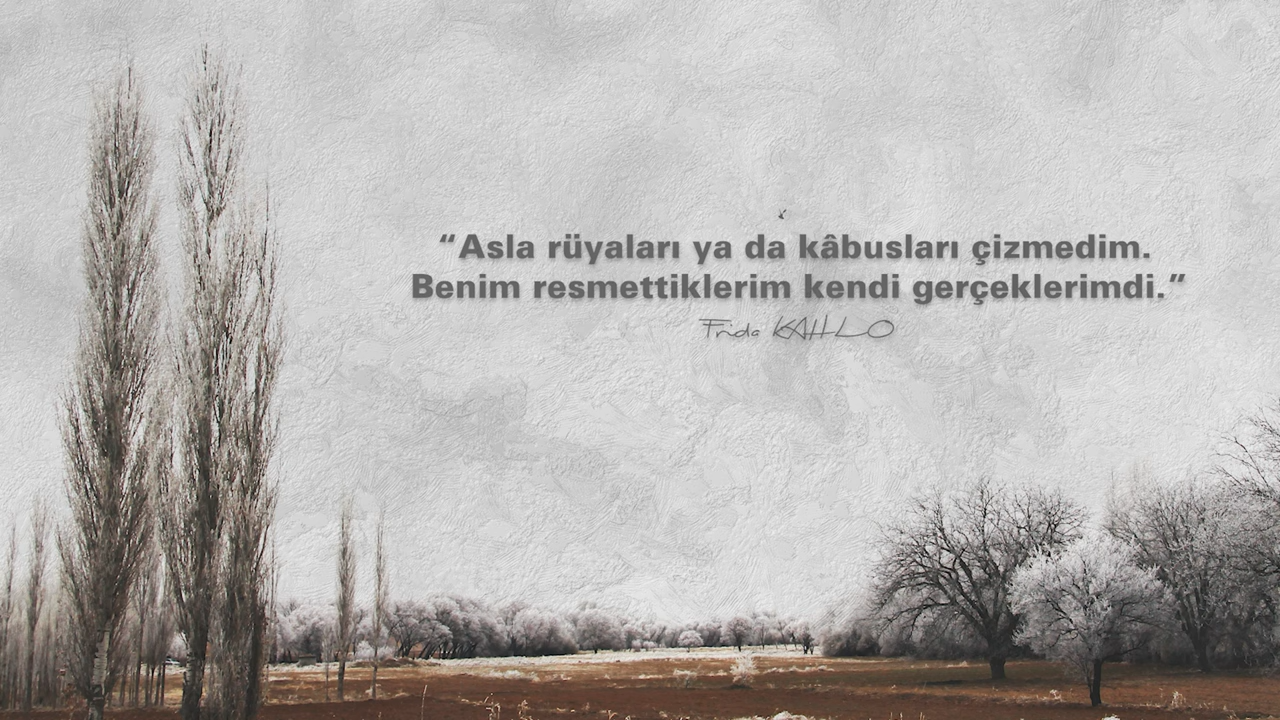 “Asla rüyaları ya da kâbusları çizmedim.
Benim resmettiklerim kendi gerçeklerimdi.”
Frida KAHLO